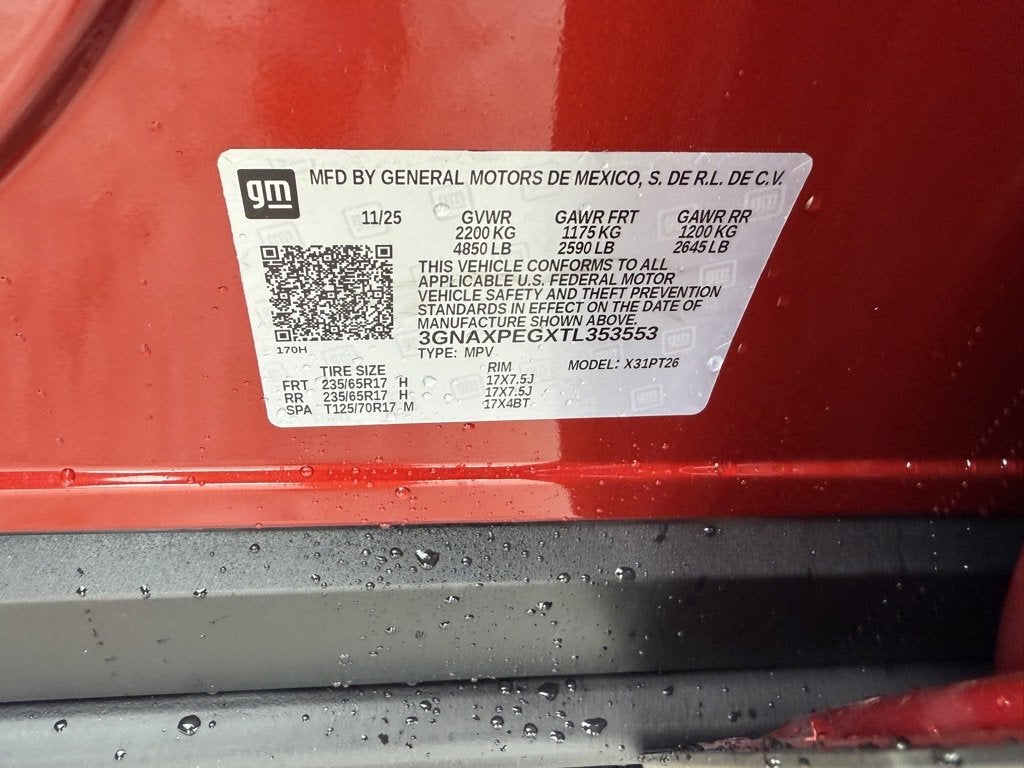 gm MFD BY GENERAL MOTORS DE MEXICO, S. DE R.L. DE C.V.
11/25 GVWR GAWR FRT GAWR RR
2200 KG 1175 KG 1200 KG
4850 LB 2590 LB 2645 LB
THIS VEHICLE CONFORMS TO ALL
APPLICABLE U.S. FEDERAL MOTOR
VEHICLE SAFETY AND THEFT PREVENTION
STANDARDS IN EFFECT ON THE DATE OF
MANUFACTURE SHOWN ABOVE.
3GNAXPEGXTL353553
170H TYPE: MPV MODEL: X31PT26
TIRE SIZE RIM
FRT 235/65R17 H 17X7.5J
RR 235/65R17 H 17X7.5J
SPA T125/70R17 M 17X4BT